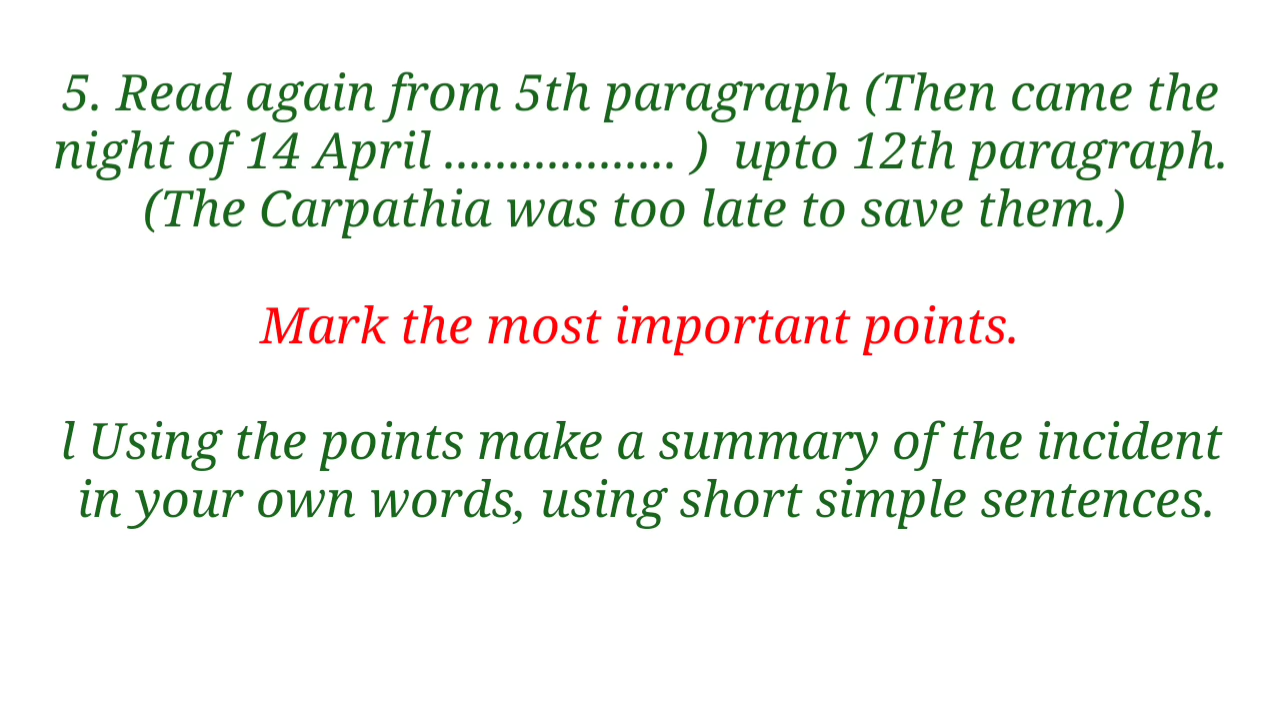 5. Read again from 5th paragraph (Then came the
night of 14 April .................. ) upto 12th paragraph.
(The Carpathia was too late to save them.)
Mark the most important points.
l Using the points make a summary of the incident
in your own words, using short simple sentences.